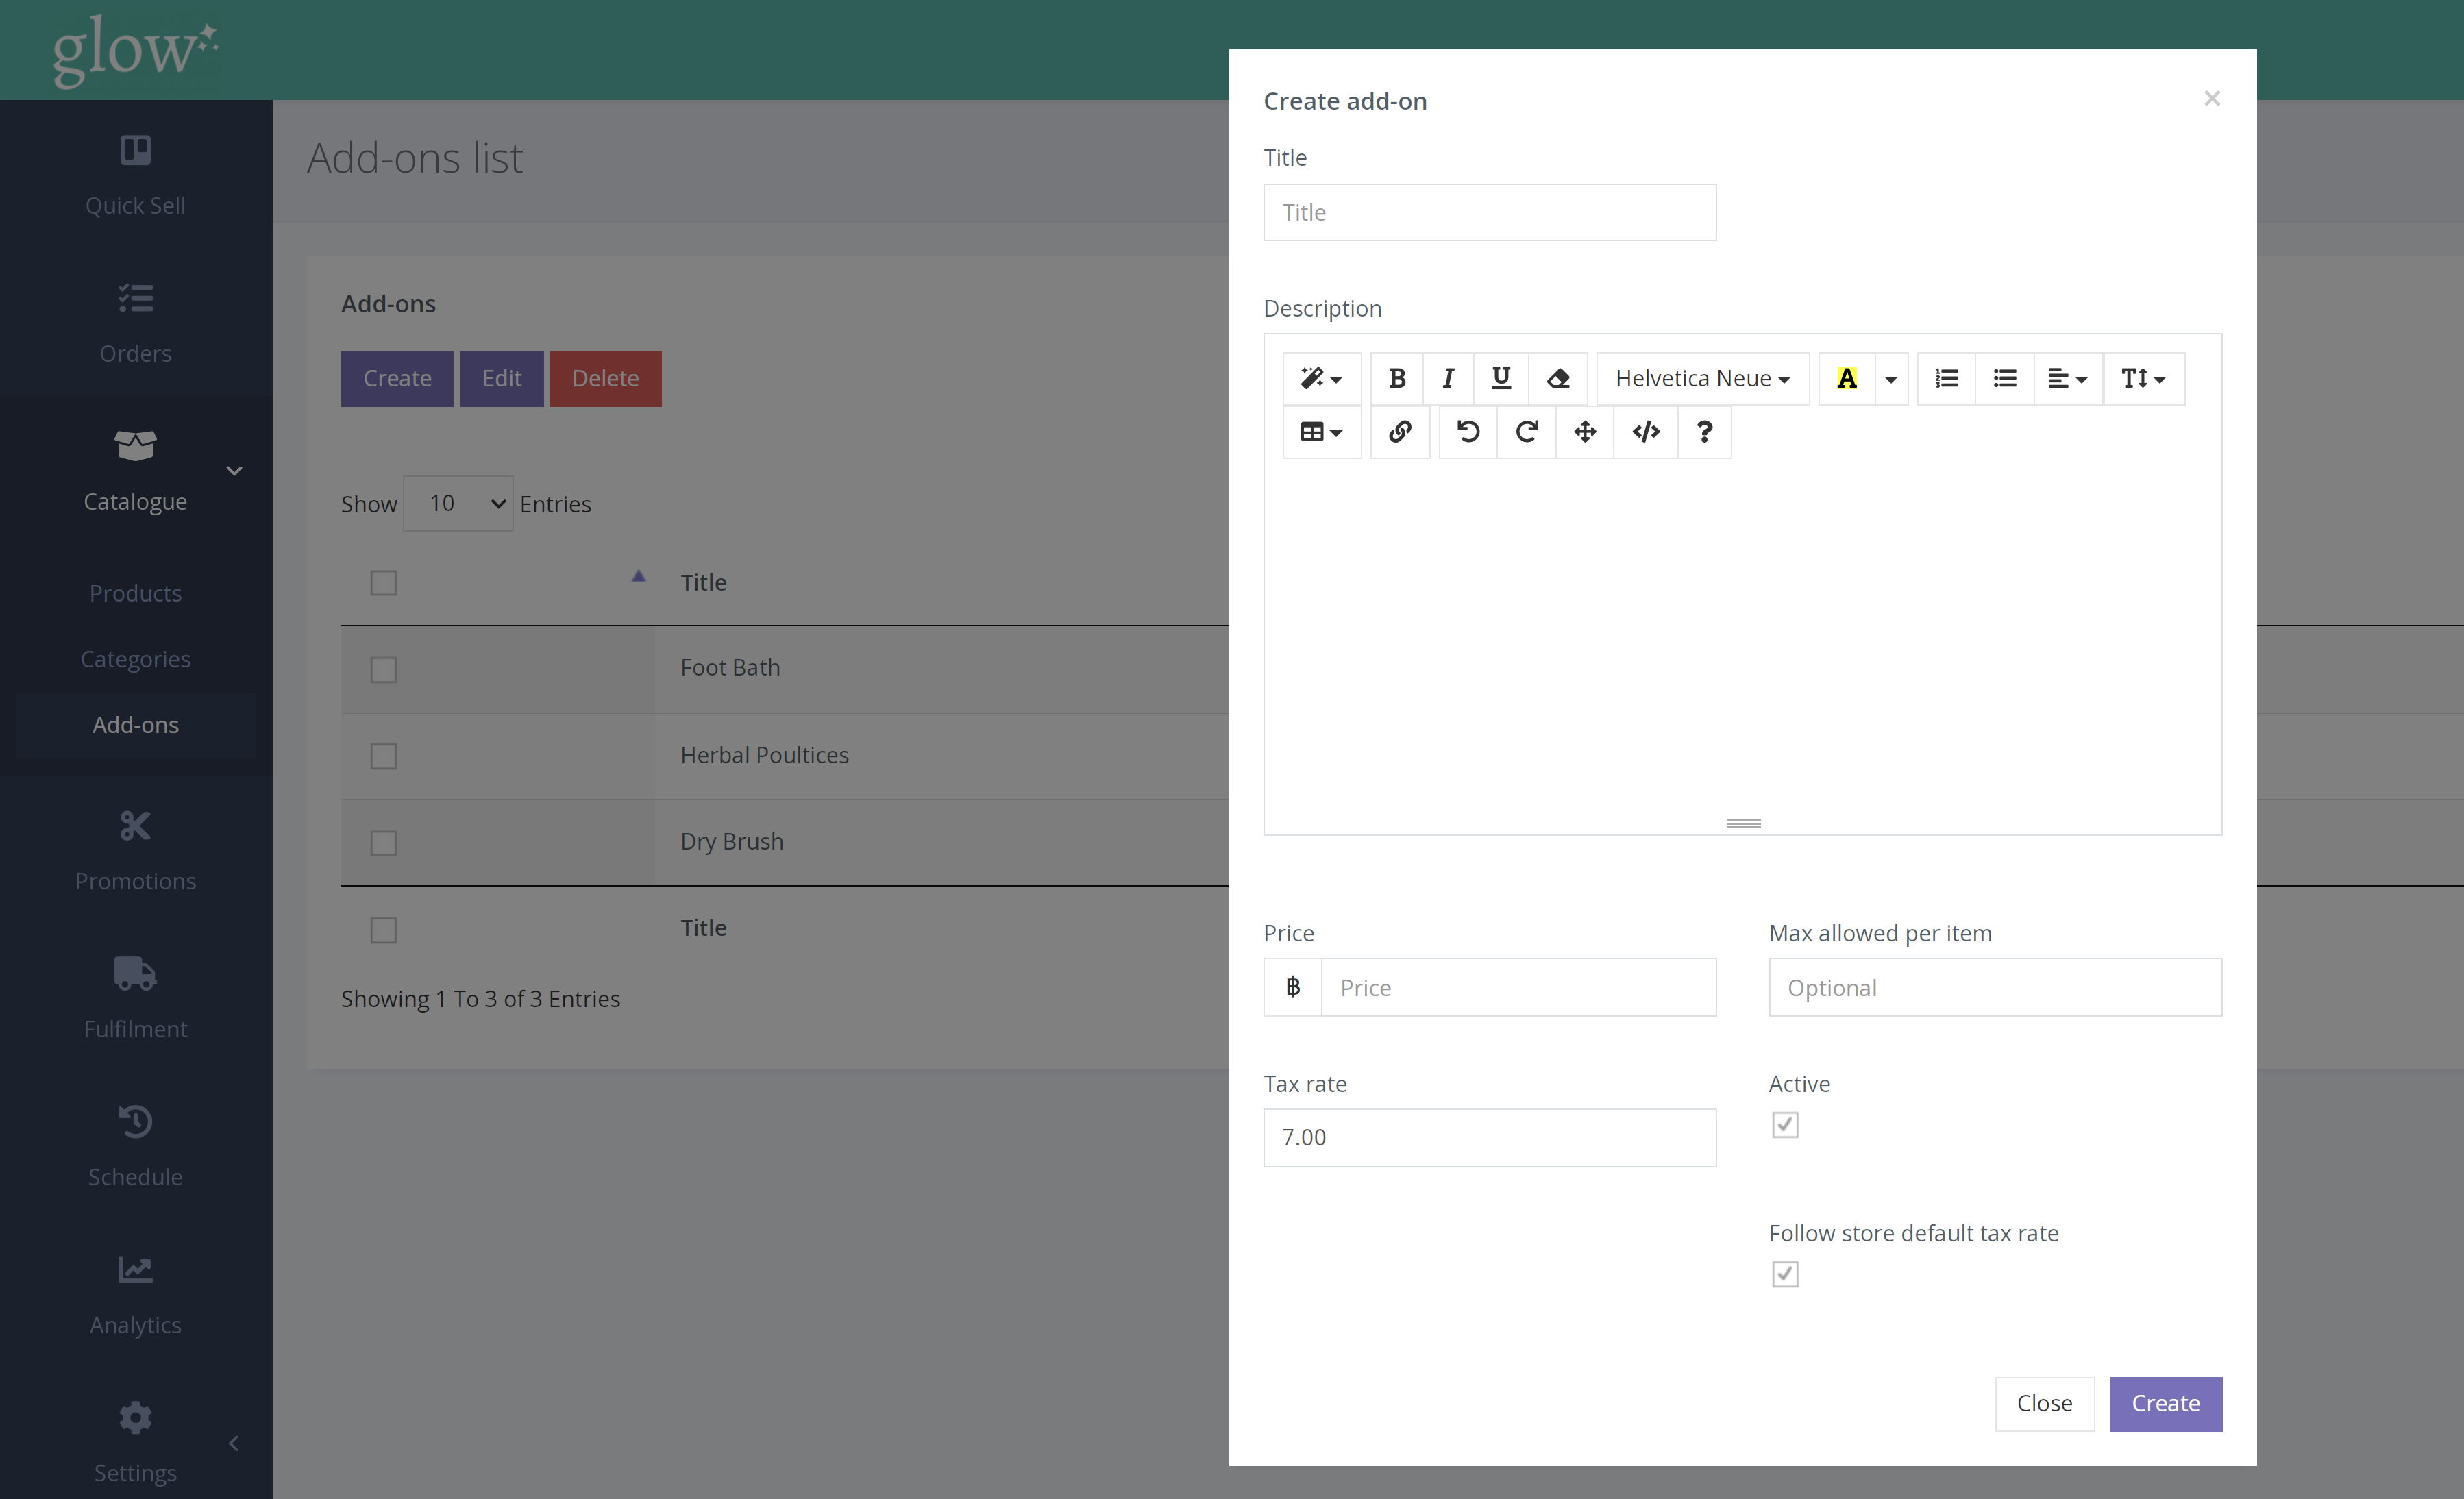 glow
Quick Sell
Orders
Catalogue
Products
Categories
Add-ons
Promotions
Fulfilment
Schedule
Analytics
Settings
Add-ons list
Add-ons
Create Edit Delete
Show 10 Entries
Title
Foot Bath
Herbal Poultices
Dry Brush
Title
Showing 1 To 3 of 3 Entries
Create add-on ×
Title
Title
Description
B I U Helvetica Neue A T
</> ?
Price Max allowed per item
฿ Price Optional
Tax rate Active
7.00
Follow store default tax rate
Close Create